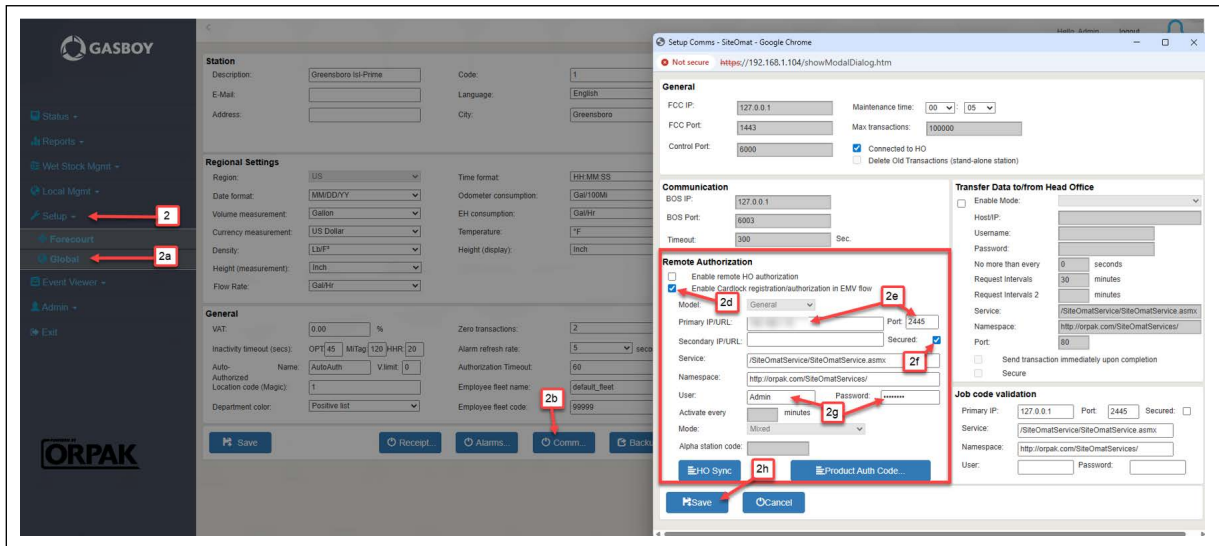 GASBOY
Status
Reports
Wet Stock Mgmt
Local Mgmt
Setup
2
Forecourt
Global
2a
Event Viewer
Admin
Exit
ORPAK
Hello Admin logout
Station
Description: Greensboro Isl-Prime Code: 1
E-Mail: Language: English
Address: City: Greensboro
Regional Settings
Region: US Time format: HH:MM:SS
Date format: MM/DD/YY Odometer consumption: Gal/100Mi
Volume measurement: Gallon EH consumption: Gal/Hr
Currency measurement: US Dollar Temperature: °F
Density: Lb/F³ Height (display): Inch
Height (measurement): Inch
Flow Rate: Gal/Hr
General
VAT: 0.00 % Zero transactions: 2
Inactivity timeout (secs): OPT 45 MiTag 120 HHR 20 Alarm refresh rate: 5 seco
Auto-Authorized Name: AutoAuth V.limit 0 Authorization Timeout: 60
Location code (Magic): 1 Employee fleet name: default_fleet
Department color: Positive list Employee fleet code: 99999
2b
Save Receipt... Alarms... Comm... Backu
Setup Comms - SiteOmat - Google Chrome
Not secure https://192.168.1.104/showModalDialog.htm
General
FCC IP: 127.0.0.1 Maintenance time: 00 : 05
FCC Port: 1443 Max transactions: 100000
Control Port: 6000 Connected to HO
Delete Old Transactions (stand-alone station)
Communication
BOS IP: 127.0.0.1
BOS Port: 6003
Timeout: 300 Sec.
Remote Authorization
Enable remote HO authorization
Enable Cardlock registration/authorization in EMV flow
2d
2e
Model: General
Primary IP/URL: Port: 2445
Secondary IP/URL: Secured:
2f
Service: /SiteOmatService/SiteOmatService.asmx
Namespace: http://orpak.com/SiteOmatServices/
User: Admin Password: ••••••••
2g
Activate every minutes
Mode: Mixed
Alpha station code:
HO Sync Product Auth Code...
2h
Save Cancel
Transfer Data to/from Head Office
Enable Mode:
Host/IP:
Username:
Password:
No more than every 0 seconds
Request Intervals 30 minutes
Request Intervals 2 minutes
Service: /SiteOmatService/SiteOmatService.asmx
Namespace: http://orpak.com/SiteOmatServices/
Port: 80
Send transaction immediately upon completion
Secure
Job code validation
Primary IP: 127.0.0.1 Port: 2445 Secured:
Service: /SiteOmatService/SiteOmatService.asmx
Namespace: http://orpak.com/SiteOmatServices/
User: Password: